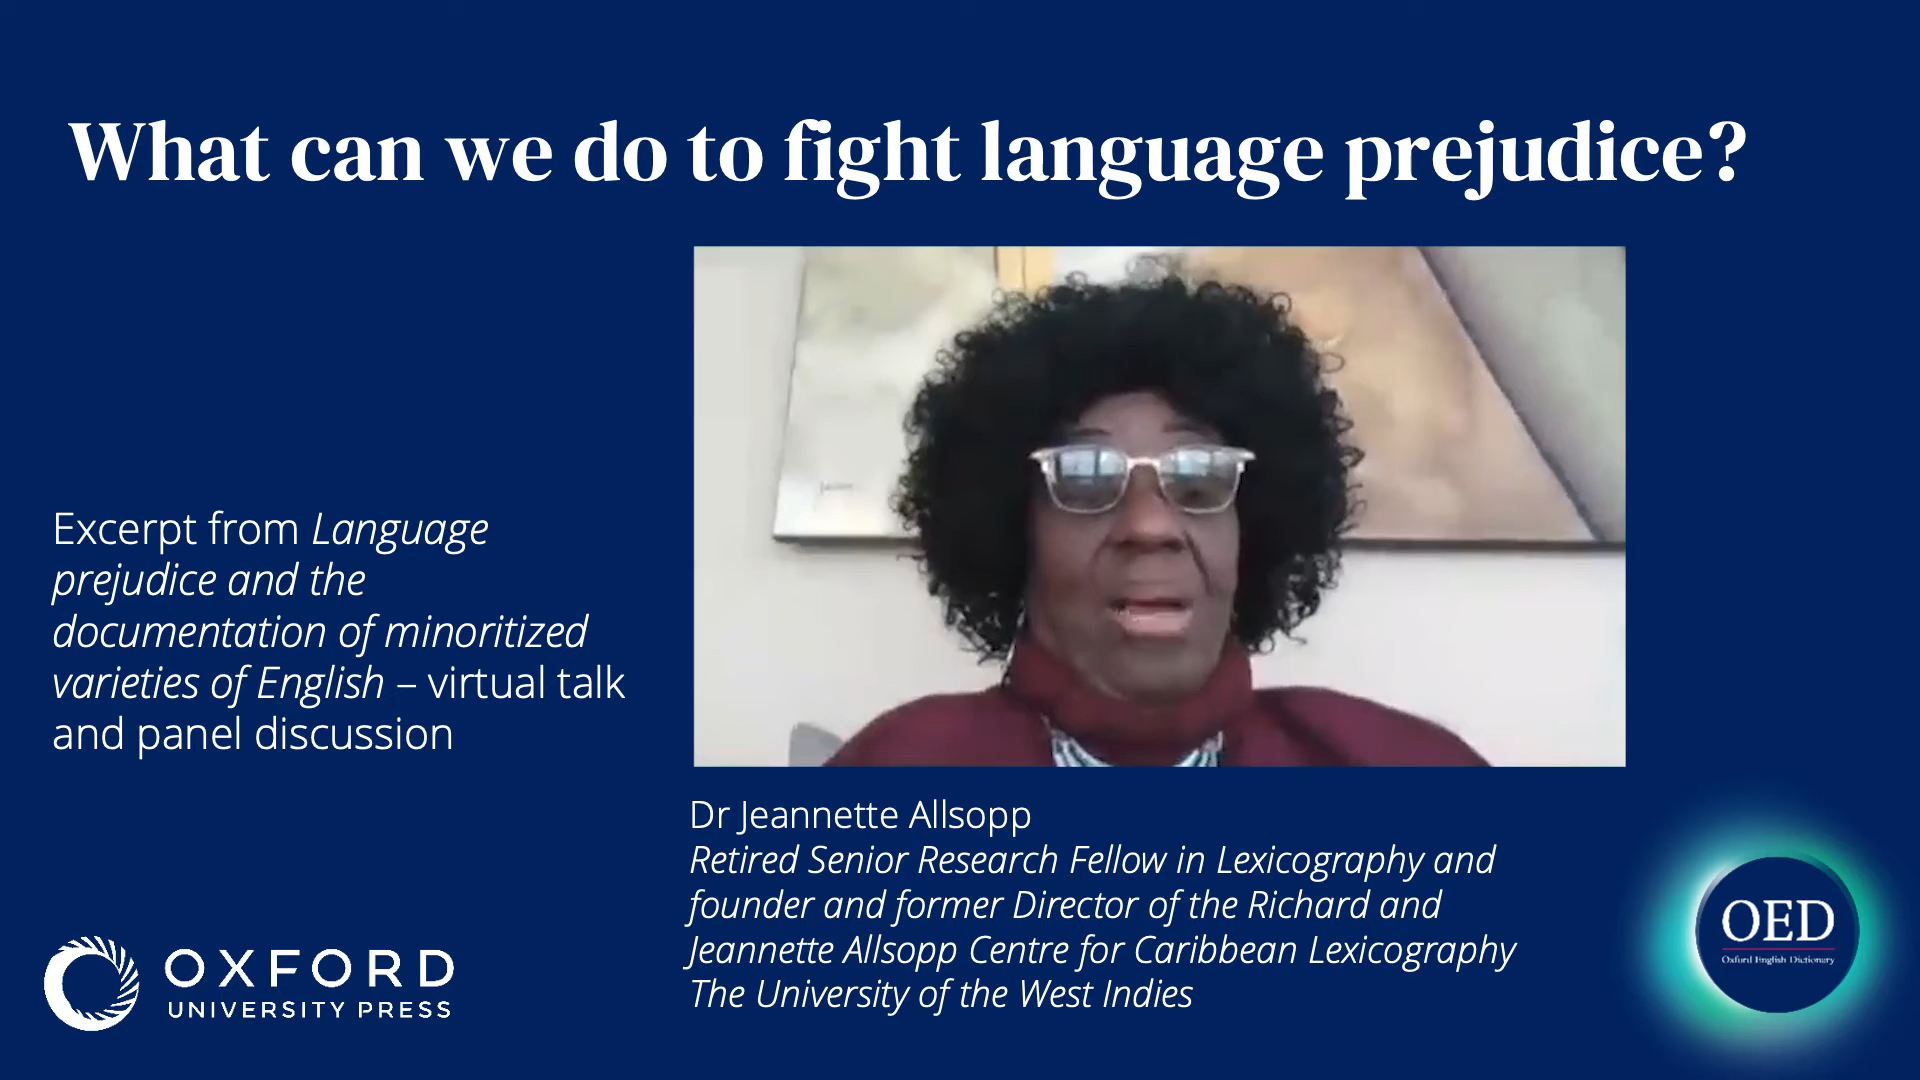 What can we do to fight language prejudice?
Excerpt from Language
prejudice and the
documentation of minoritized
varieties of English – virtual talk
and panel discussion
Dr Jeannette Allsopp
Retired Senior Research Fellow in Lexicography and
founder and former Director of the Richard and
Jeannette Allsopp Centre for Caribbean Lexicography
The University of the West Indies
OXFORD
UNIVERSITY PRESS
OED
Oxford English Dictionary